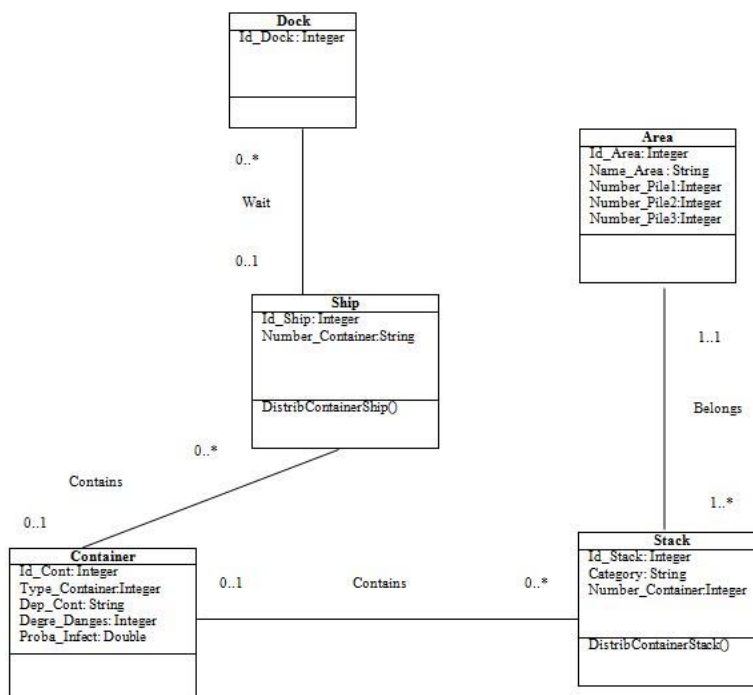 Dock
Id_Dock: Integer
0..*
Wait
0..1
Area
Id_Area: Integer
Name_Area : String
Number_Pile1:Integer
Number_Pile2:Integer
Number_Pile3:Integer
Ship
Id_Ship: Integer
Number_Container:String
DistribContainerShip()
1..1
Belongs
1..*
0..*
Contains
0..1
Container
Id_Cont: Integer
Type_Container:Integer
Dep_Cont: String
Degre_Danges: Integer
Proba_Infect: Double
0..1 Contains 0..*
Stack
Id_Stack: Integer
Category: String
Number_Container:Integer
DistribContainerStack()